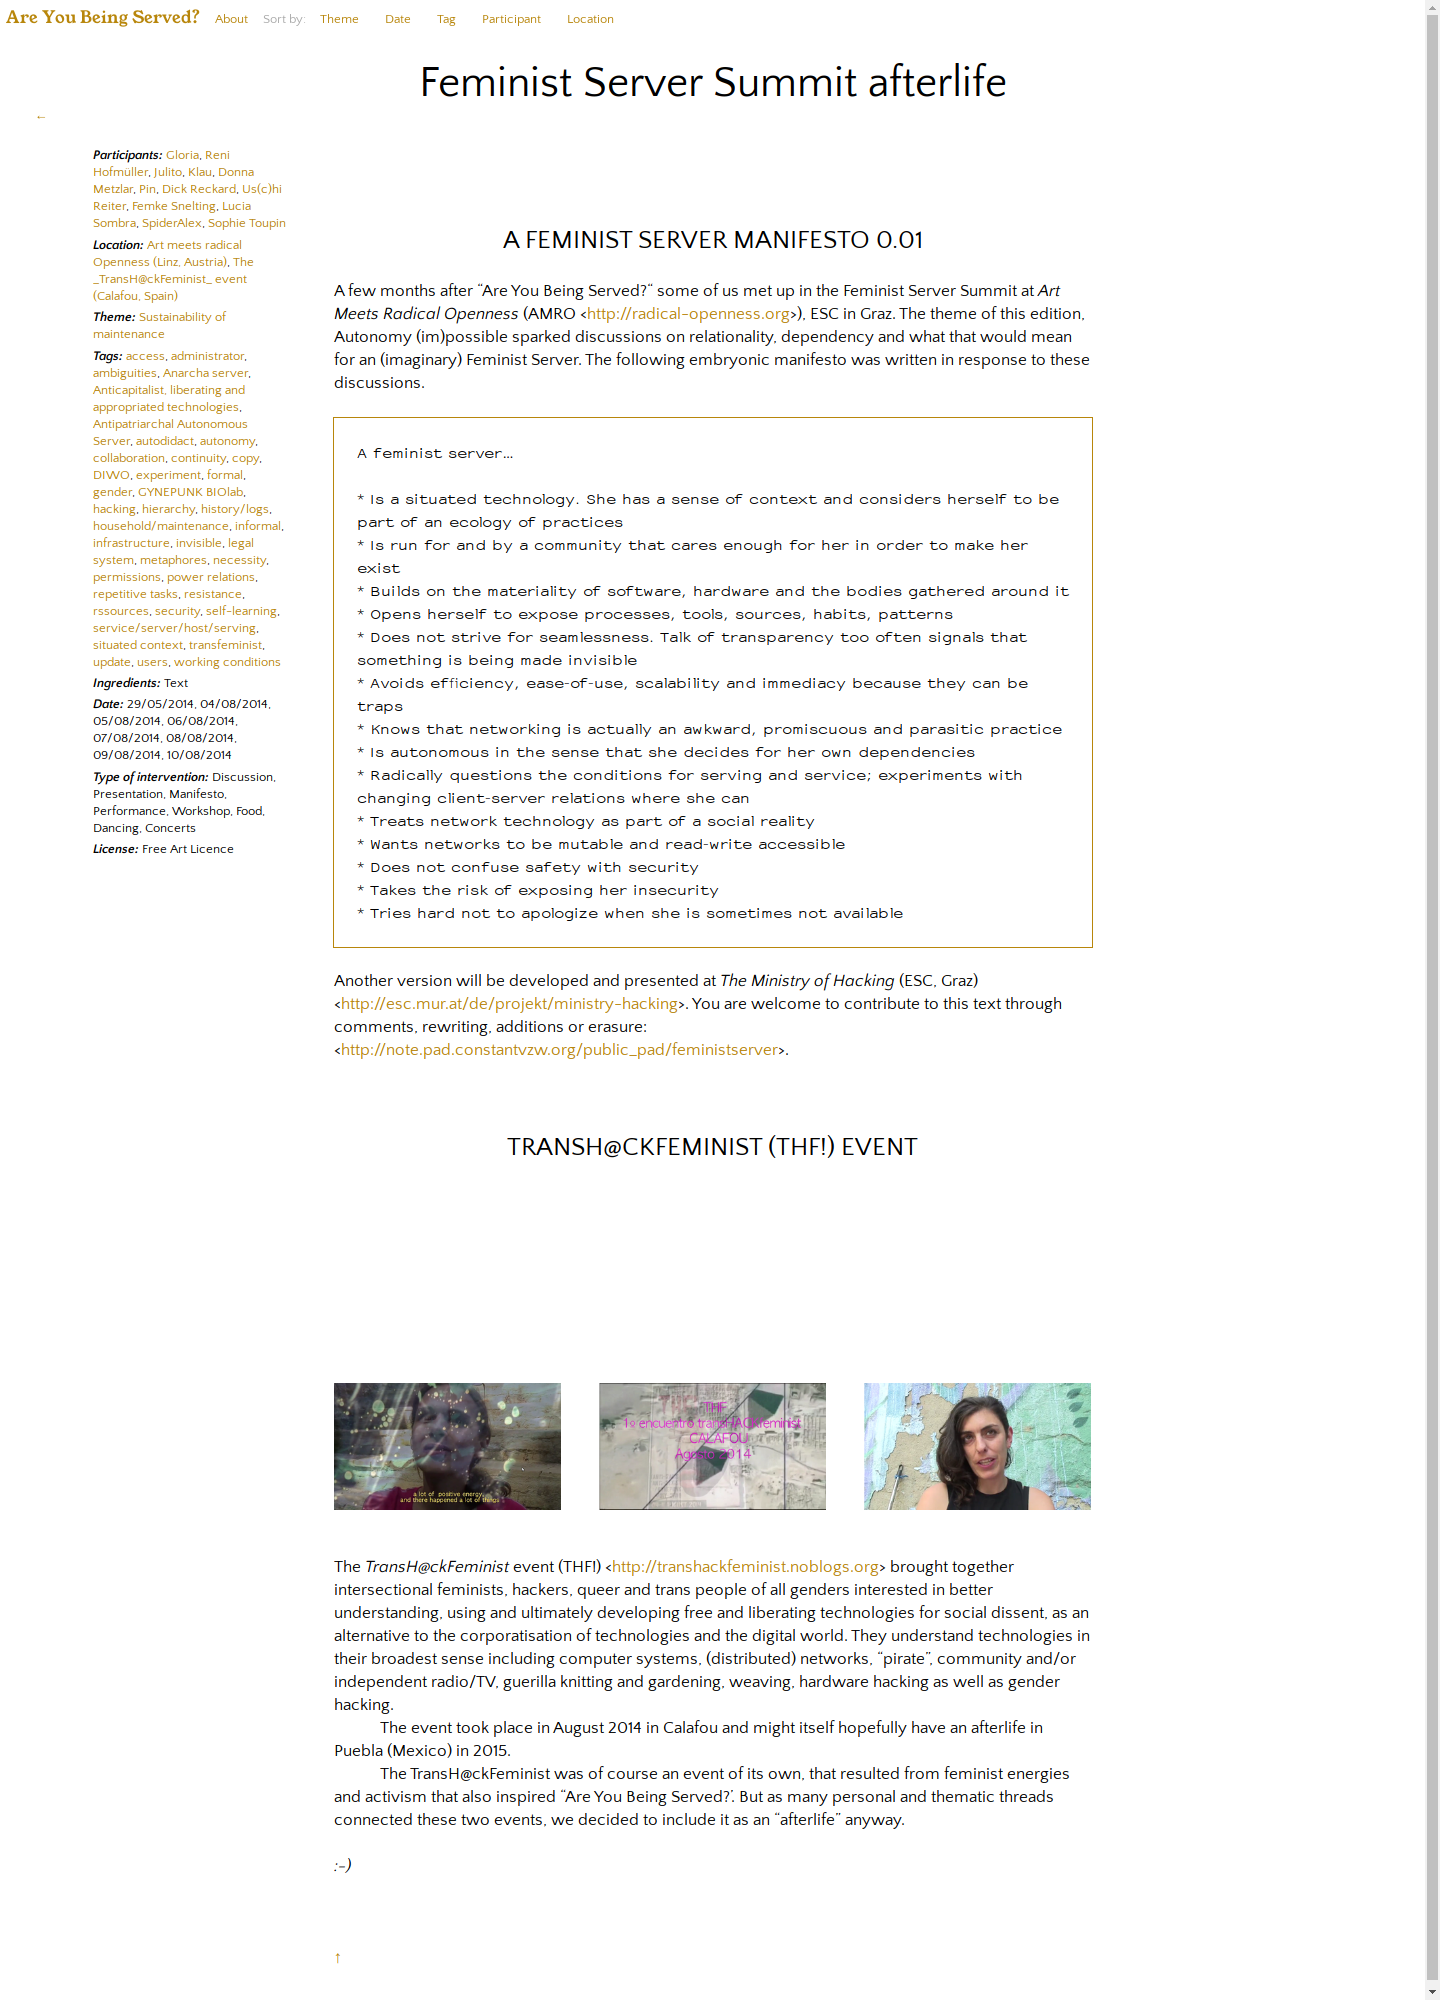 Are You Being Served? About Sort by: Theme Date Tag Participant Location
Feminist Server Summit afterlife
←
Participants: Gloria, Reni
Hofmüller, Julito, Klau, Donna
Metzlar, Pin, Dick Reckard, Us(c)hi
Reiter, Femke Snelting, Lucia
Sombra, SpiderAlex, Sophie Toupin
Location: Art meets radical
Openness (Linz, Austria), The
_TransH@ckFeminist_ event
(Calafou, Spain)
Theme: Sustainability of
maintenance
Tags: access, administrator,
ambiguities, Anarcha server,
Anticapitalist, liberating and
appropriated technologies,
Antipatriarchal Autonomous
Server, autodidact, autonomy,
collaboration, continuity, copy,
DIWO, experiment, formal,
gender, GYNEPUNK BIOlab,
hacking, hierarchy, history/logs,
household/maintenance, informal,
infrastructure, invisible, legal
system, metaphores, necessity,
permissions, power relations,
repetitive tasks, resistance,
rssources, security, self-learning,
service/server/host/serving,
situated context, transfeminist,
update, users, working conditions
Ingredients: Text
Date: 29/05/2014, 04/08/2014,
05/08/2014, 06/08/2014,
07/08/2014, 08/08/2014,
09/08/2014, 10/08/2014
Type of intervention: Discussion,
Presentation, Manifesto,
Performance, Workshop, Food,
Dancing, Concerts
License: Free Art Licence
A FEMINIST SERVER MANIFESTO 0.01
A few months after “Are You Being Served?“ some of us met up in the Feminist Server Summit at Art
Meets Radical Openness (AMRO <http://radical-openness.org>), ESC in Graz. The theme of this edition,
Autonomy (im)possible sparked discussions on relationality, dependency and what that would mean
for an (imaginary) Feminist Server. The following embryonic manifesto was written in response to these
discussions.
A feminist server…
* Is a situated technology. She has a sense of context and considers herself to be
part of an ecology of practices
* Is run for and by a community that cares enough for her in order to make her
exist
* Builds on the materiality of software, hardware and the bodies gathered around it
* Opens herself to expose processes, tools, sources, habits, patterns
* Does not strive for seamlessness. Talk of transparency too often signals that
something is being made invisible
* Avoids efficiency, ease-of-use, scalability and immediacy because they can be
traps
* Knows that networking is actually an awkward, promiscuous and parasitic practice
* Is autonomous in the sense that she decides for her own dependencies
* Radically questions the conditions for serving and service; experiments with
changing client-server relations where she can
* Treats network technology as part of a social reality
* Wants networks to be mutable and read-write accessible
* Does not confuse safety with security
* Takes the risk of exposing her insecurity
* Tries hard not to apologize when she is sometimes not available
Another version will be developed and presented at The Ministry of Hacking (ESC, Graz)
<http://esc.mur.at/de/projekt/ministry-hacking>. You are welcome to contribute to this text through
comments, rewriting, additions or erasure:
<http://note.pad.constantvzw.org/public_pad/feministserver>.
TRANSH@CKFEMINIST (THF!) EVENT
a lot of positive energy,
and there happened a lot of things
THF
1º encuentro transHACKfeminist
CALAFOU
Agosto 2014
The TransH@ckFeminist event (THF!) <http://transhackfeminist.noblogs.org> brought together
intersectional feminists, hackers, queer and trans people of all genders interested in better
understanding, using and ultimately developing free and liberating technologies for social dissent, as an
alternative to the corporatisation of technologies and the digital world. They understand technologies in
their broadest sense including computer systems, (distributed) networks, “pirate”, community and/or
independent radio/TV, guerilla knitting and gardening, weaving, hardware hacking as well as gender
hacking.
The event took place in August 2014 in Calafou and might itself hopefully have an afterlife in
Puebla (Mexico) in 2015.
The TransH@ckFeminist was of course an event of its own, that resulted from feminist energies
and activism that also inspired “Are You Being Served?’. But as many personal and thematic threads
connected these two events, we decided to include it as an “afterlife” anyway.
:-)
↑